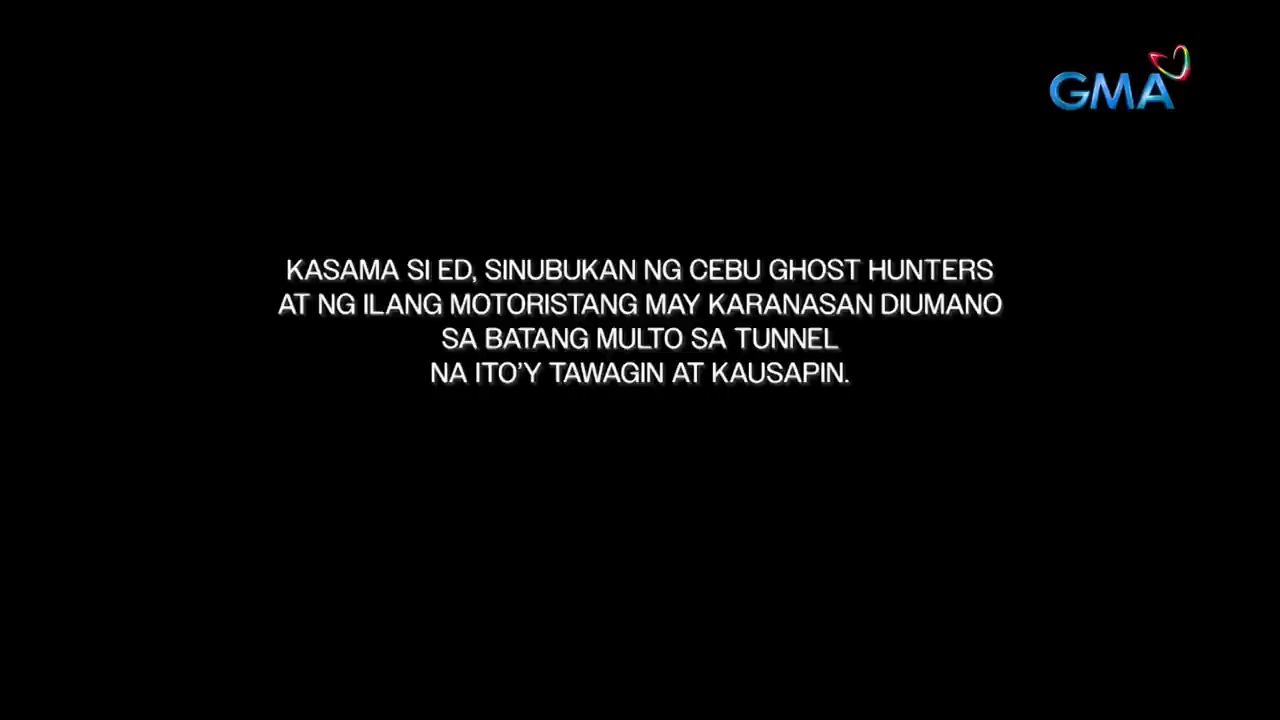 GMA
KASAMA SI ED, SINUBUKAN NG CEBU GHOST HUNTERS
AT NG ILANG MOTORISTANG MAY KARANASAN DIUMANO
SA BATANG MULTO SA TUNNEL
NA ITO'Y TAWAGIN AT KAUSAPIN.